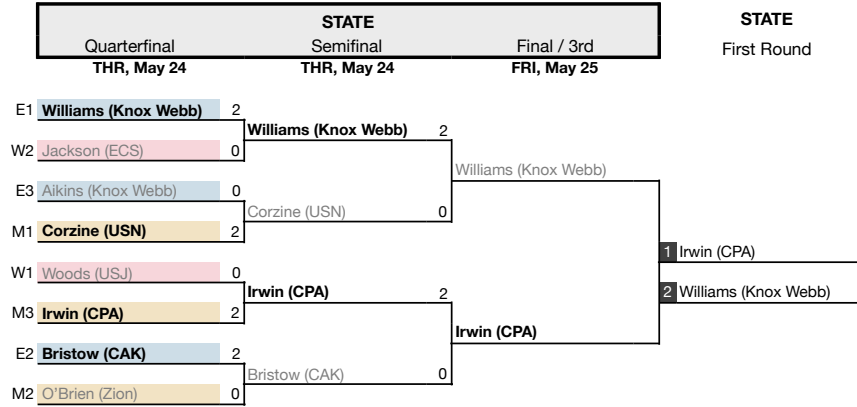 STATE
STATE
Quarterfinal Semifinal Final / 3rd
First Round
THR, May 24 THR, May 24 FRI, May 25
E1 Williams (Knox Webb) 2
Williams (Knox Webb) 2
W2 Jackson (ECS) 0
Williams (Knox Webb)
E3 Aikins (Knox Webb) 0
Corzine (USN) 0
M1 Corzine (USN) 2
1 Irwin (CPA)
W1 Woods (USJ) 0
Irwin (CPA) 2
2 Williams (Knox Webb)
M3 Irwin (CPA) 2
Irwin (CPA)
E2 Bristow (CAK) 2
Bristow (CAK) 0
M2 O'Brien (Zion) 0